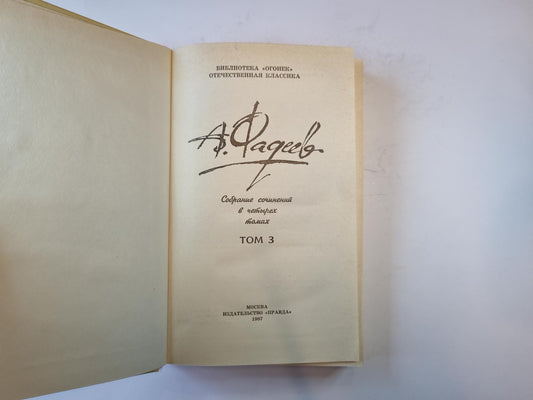 БИБЛИОТЕКА «ОГОНЕК»
ОТЕЧЕСТВЕННАЯ КЛАССИКА
А. Фадеев
Собрание сочинений
в четырех
томах
ТОМ 3
МОСКВА
ИЗДАТЕЛЬСТВО «ПРАВДА»
1987